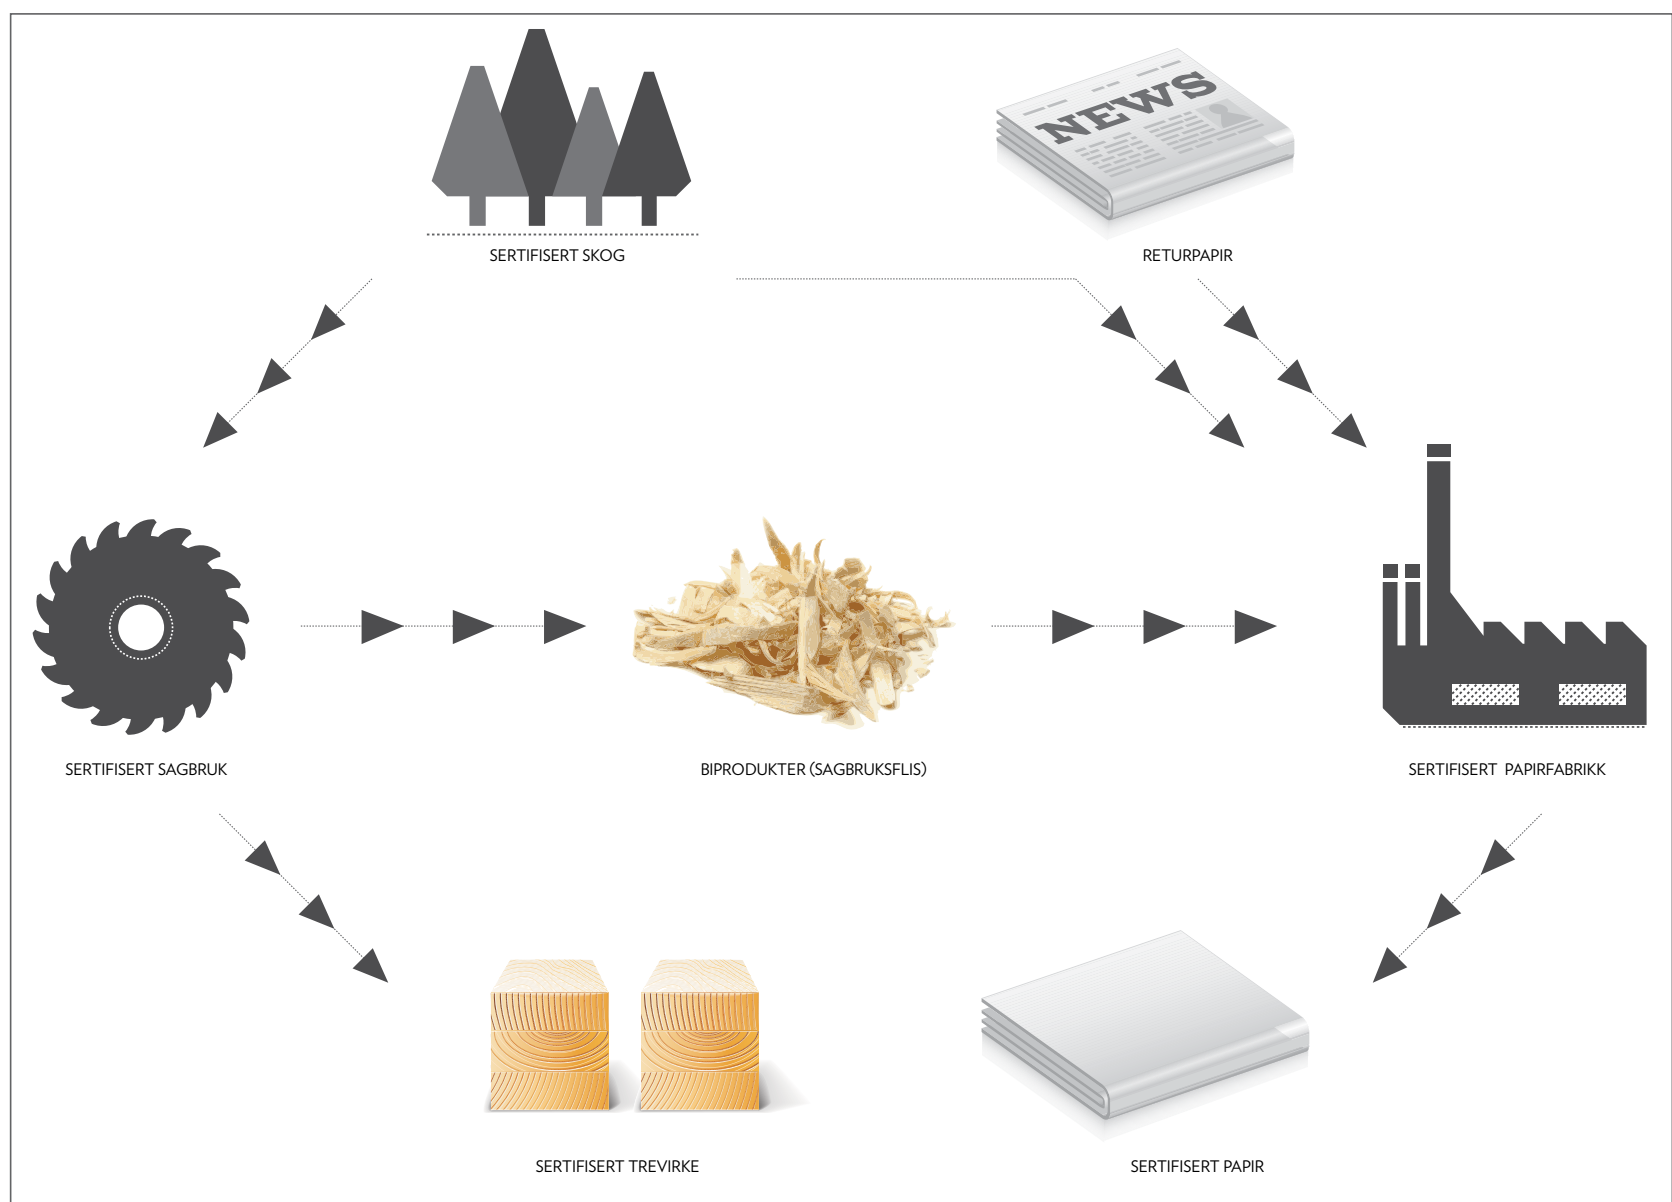 NEWS
SERTIFISERT SKOG
RETURPAPIR
SERTIFISERT SAGBRUK
BIPRODUKTER (SAGBRUKSFLIS)
SERTIFISERT PAPIRFABRIKK
SERTIFISERT TREVIRKE
SERTIFISERT PAPIR